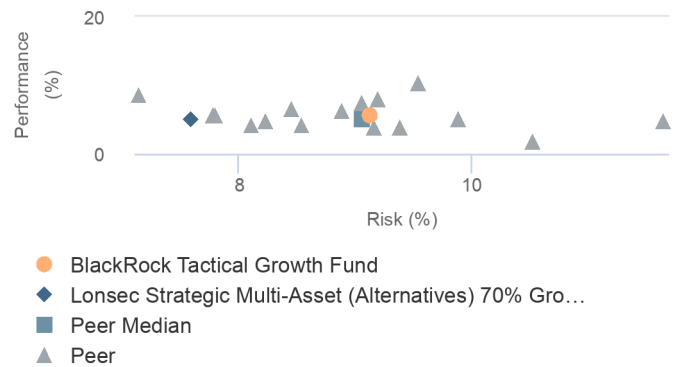 20
Performance
(%)
0
8
10
Risk (%)
BlackRock Tactical Growth Fund
Lonsec Strategic Multi-Asset (Alternatives) 70% Gro…
Peer Median
Peer